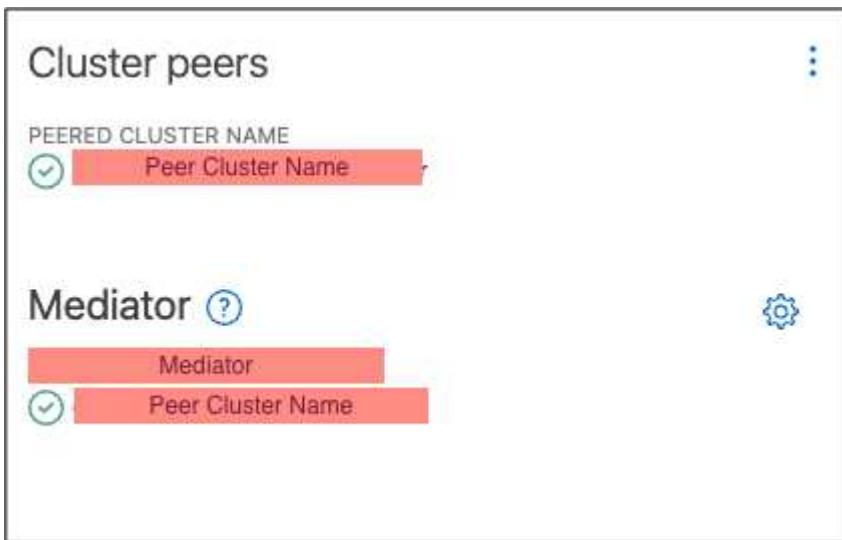 Cluster peers
PEERED CLUSTER NAME
Peer Cluster Name
Mediator ?
Mediator
Peer Cluster Name